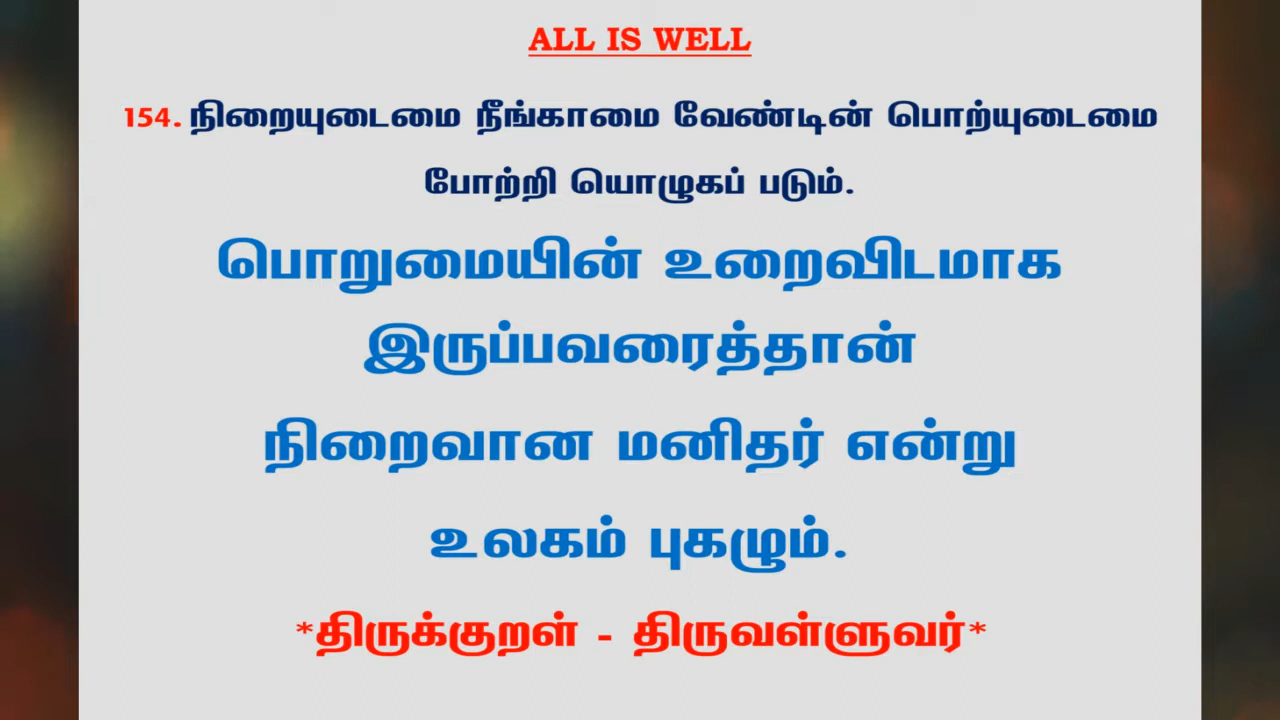 ALL IS WELL
154. நிறையுடைமை நீங்காமை வேண்டின் பொற்யுடைமை
போற்றி யொழுகப் படும்.
பொறுமையின் உறைவிடமாக
இருப்பவரைத்தான்
நிறைவான மனிதர் என்று
உலகம் புகழும்.
*திருக்குறள் - திருவள்ளுவர்*